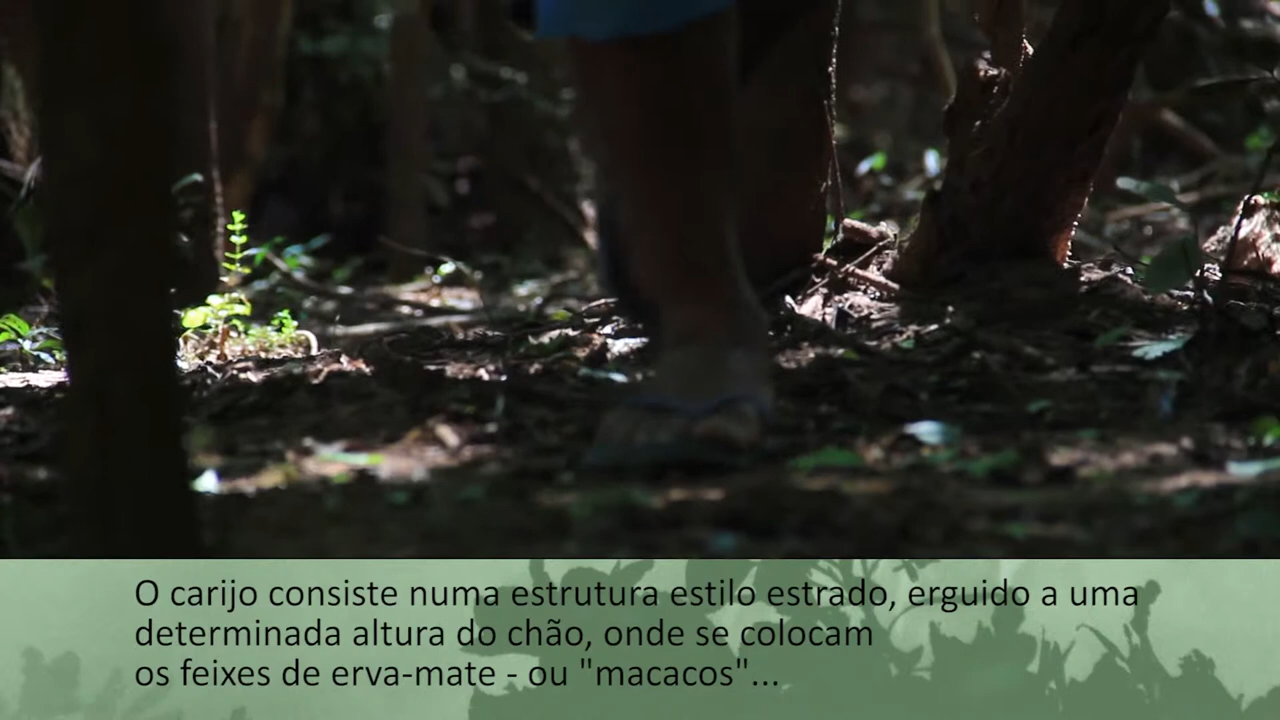 O carijo consiste numa estrutura estilo estrado, erguido a uma
determinada altura do chão, onde se colocam
os feixes de erva-mate - ou "macacos"...